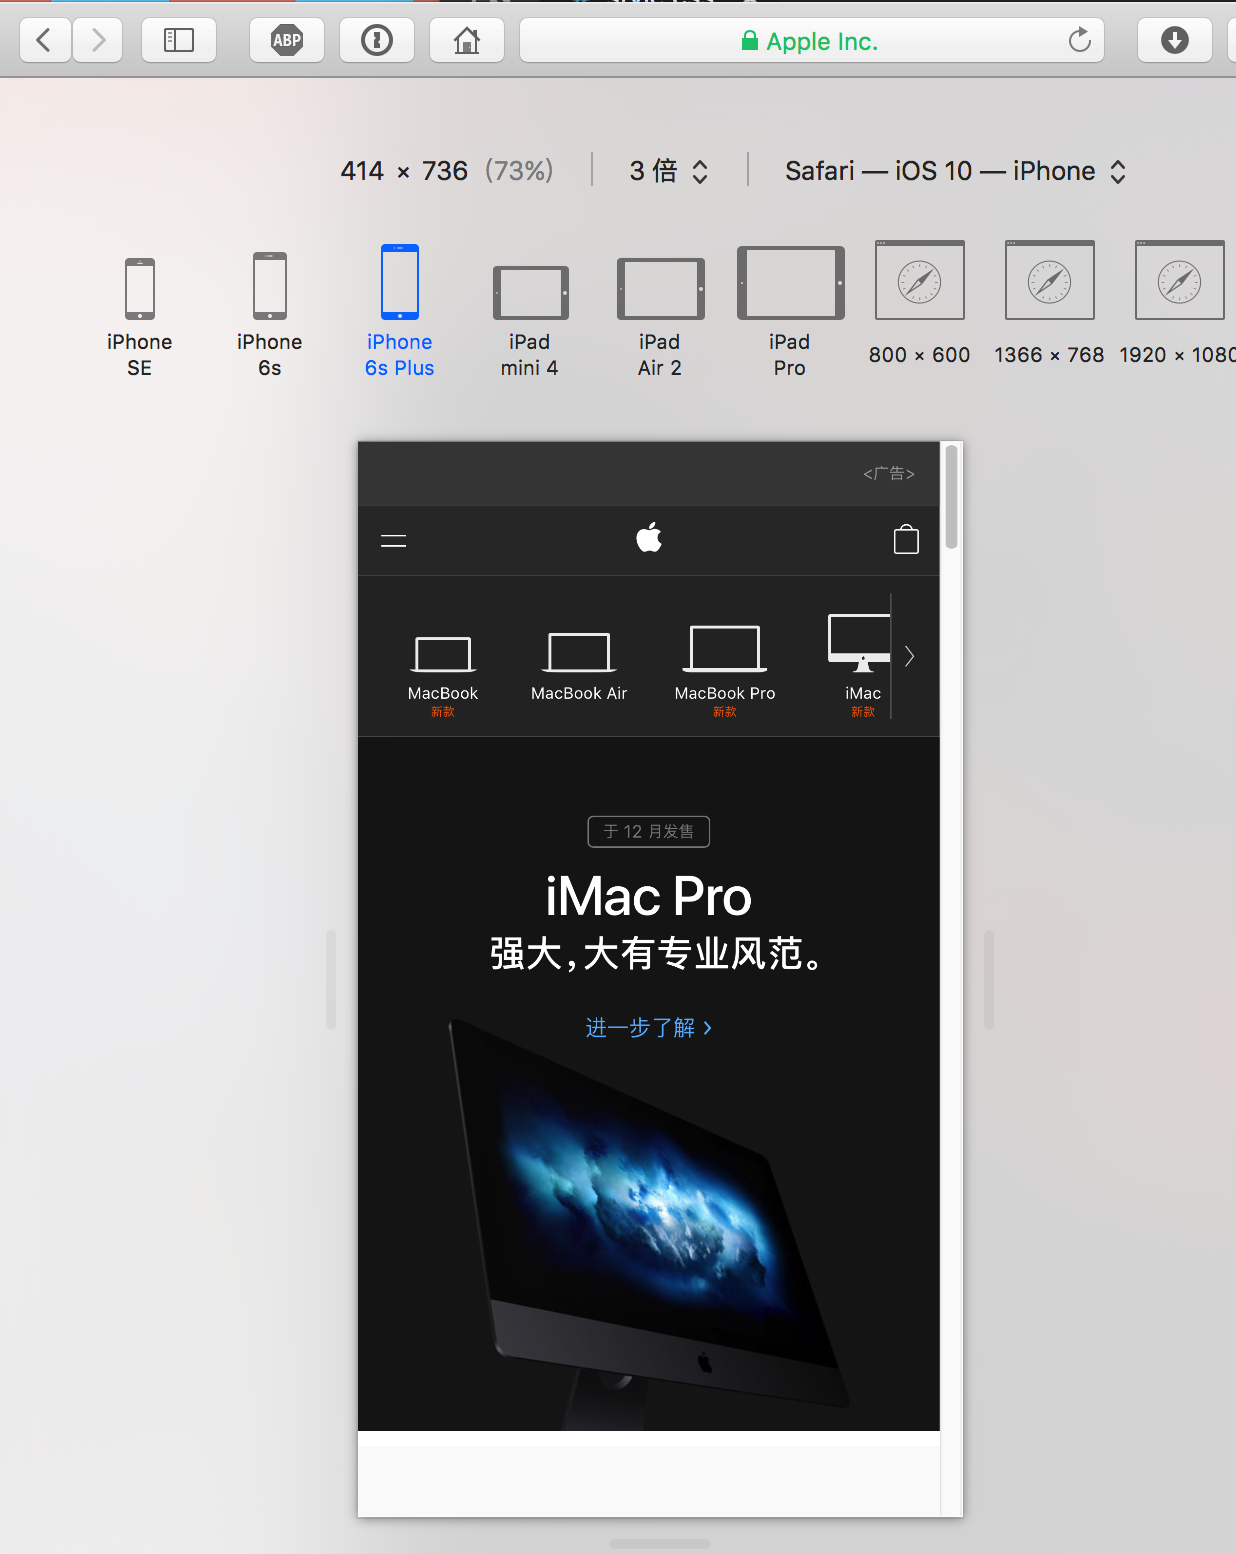 ABP
Apple Inc.
414 × 736 (73%)
3 倍
Safari — iOS 10 — iPhone
iPhone
SE
iPhone
6s
iPhone
6s Plus
iPad
mini 4
iPad
Air 2
iPad
Pro
800 × 600
1366 × 768
1920 × 1080
<广告>
MacBook
新款
MacBook Air
MacBook Pro
新款
iMac
新款
于 12 月发售
iMac Pro
强大，大有专业风范。
进一步了解 >